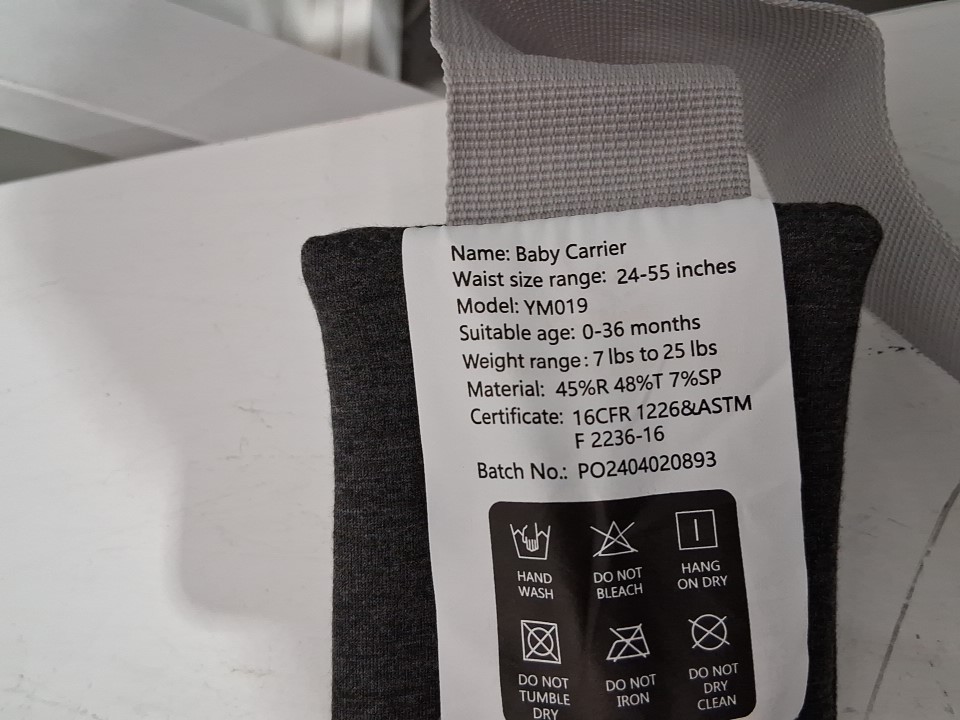 Name: Baby Carrier
Waist size range: 24-55 inches
Model: YM019
Suitable age: 0-36 months
Weight range: 7 lbs to 25 lbs
Material: 45%R 48%T 7%SP
Certificate: 16CFR 1226&ASTM
F 2236-16
Batch No.: PO2404020893
HAND
WASH
DO NOT
BLEACH
HANG
ON DRY
DO NOT
TUMBLE
DRY
DO NOT
IRON
DO NOT
DRY
CLEAN